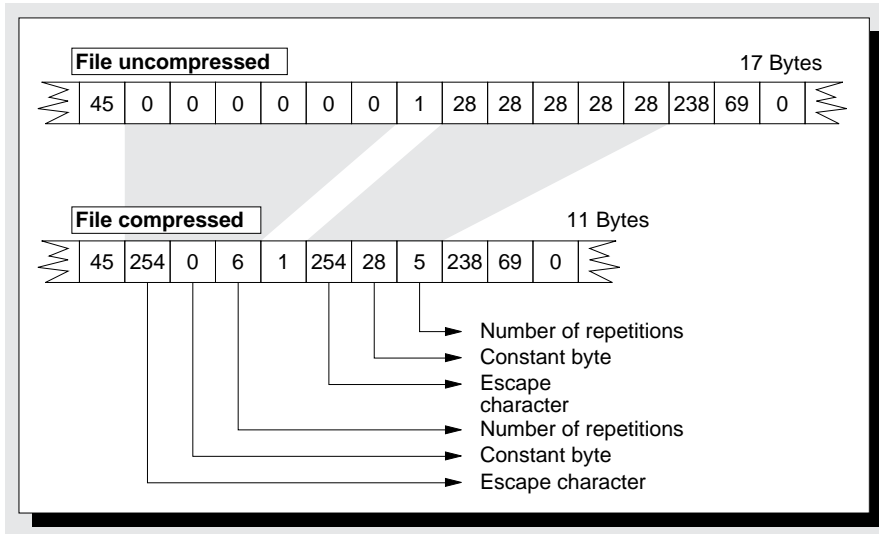 File uncompressed
17 Bytes
45 0 0 0 0 0 0 1 28 28 28 28 28 238 69 0
File compressed
11 Bytes
45 254 0 6 1 254 28 5 238 69 0
Number of repetitions
Constant byte
Escape
character
Number of repetitions
Constant byte
Escape character